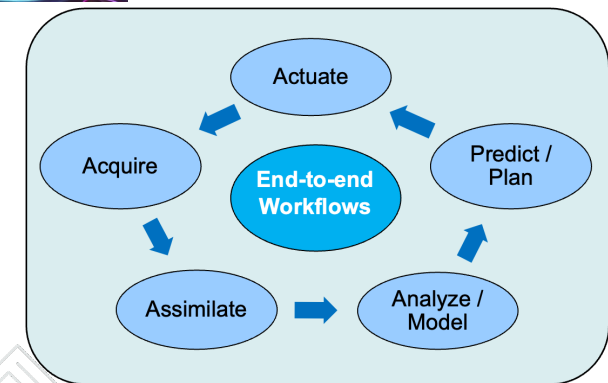 Actuate
Acquire
Predict /
Plan
End-to-end
Workflows
Assimilate
Analyze /
Model